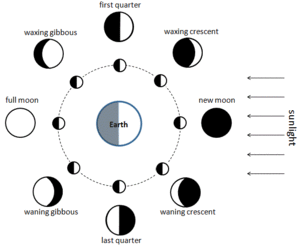 first quarter
waxing gibbous
waxing crescent
full moon
Earth
new moon
sunlight
waning gibbous
waning crescent
last quarter